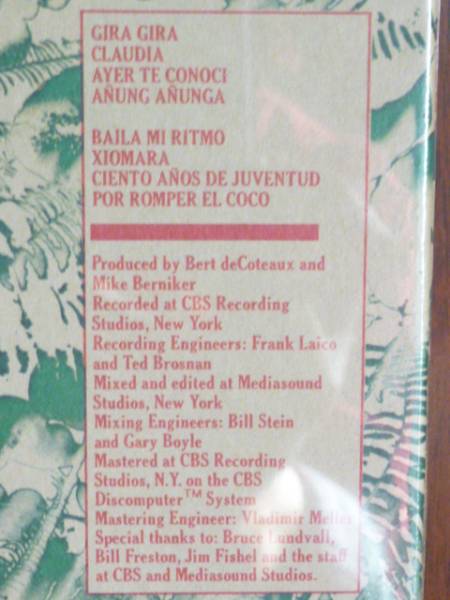 GIRA GIRA
CLAUDIA
AYER TE CONOCI
AÑUNG AÑUNGA
BAILA MI RITMO
XIOMARA
CIENTO AÑOS DE JUVENTUD
POR ROMPER EL COCO
Produced by Bert deCoteaux and
Mike Berniker
Recorded at CBS Recording
Studios, New York
Recording Engineers: Frank Laico
and Ted Brosnan
Mixed and edited at Mediasound
Studios, New York
Mixing Engineers: Bill Stein
and Gary Boyle
Mastered at CBS Recording
Studios, N.Y. on the CBS
Discomputer™ System
Mastering Engineer: Vladimir Meller
Special thanks to: Bruce Lundvall,
Bill Freston, Jim Fishel and the staff
at CBS and Mediasound Studios.